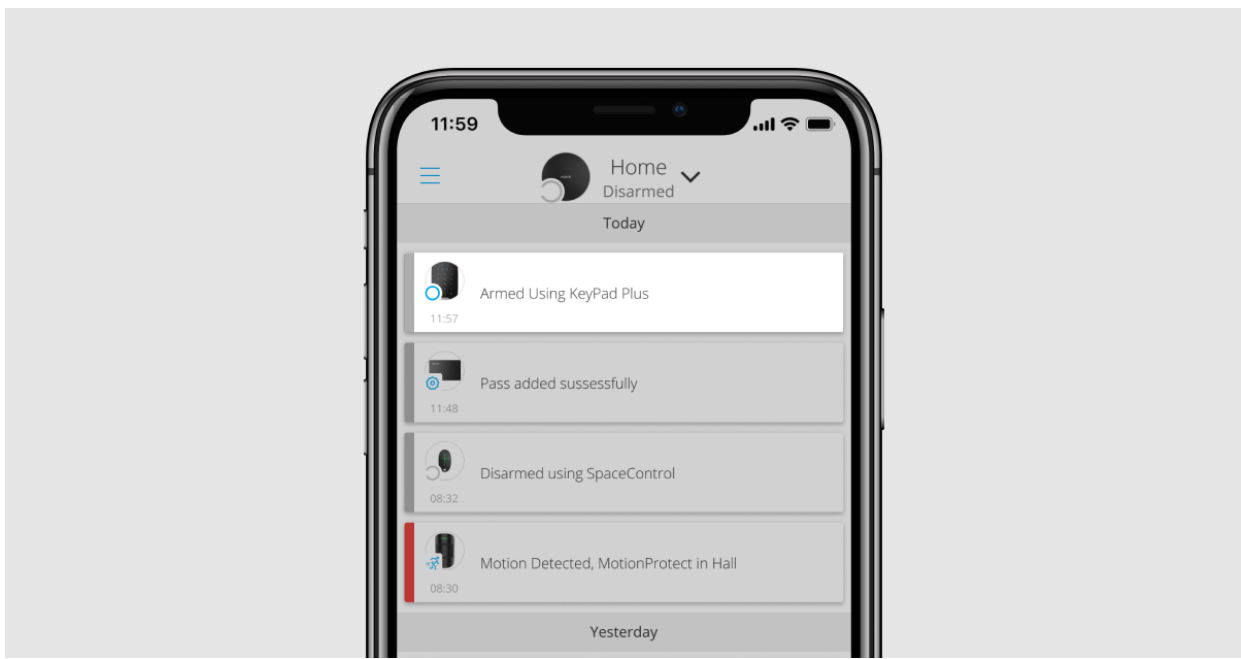 11:59
Home
Disarmed
Today
Armed Using KeyPad Plus
11:57
Pass added sussessfully
11:48
Disarmed using SpaceControl
08:32
Motion Detected, MotionProtect in Hall
08:30
Yesterday